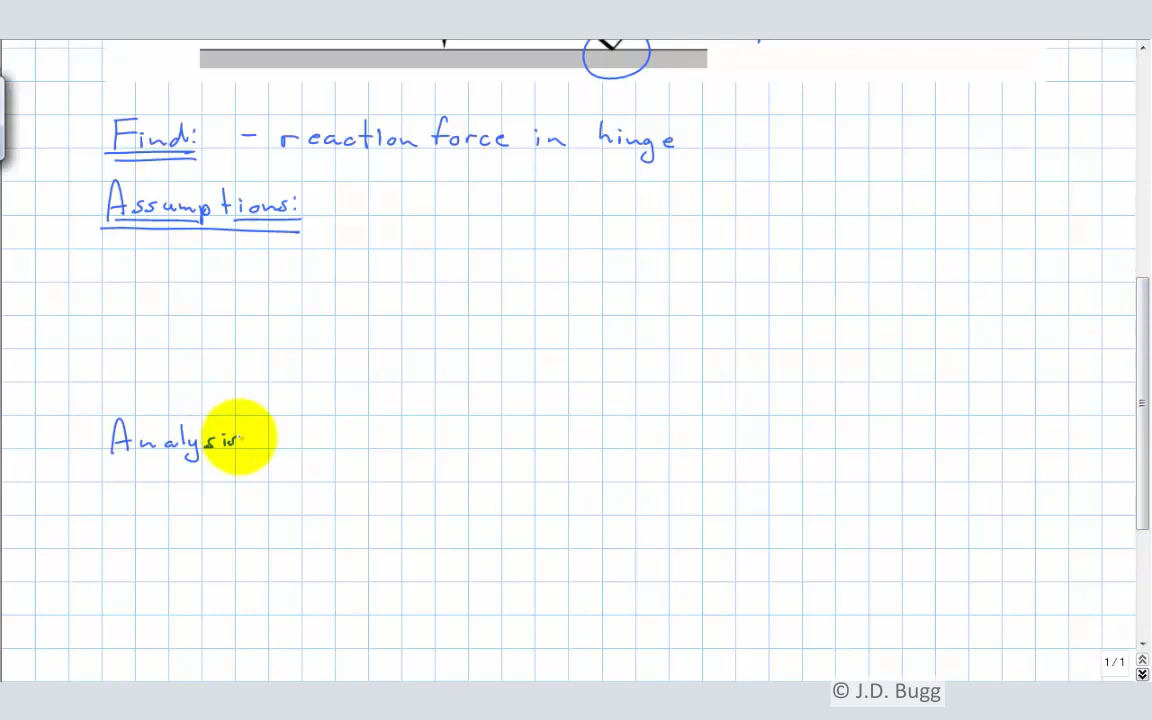 Find: - reaction force in hinge
Assumptions:
Analysis
1 / 1
© J.D. Bugg